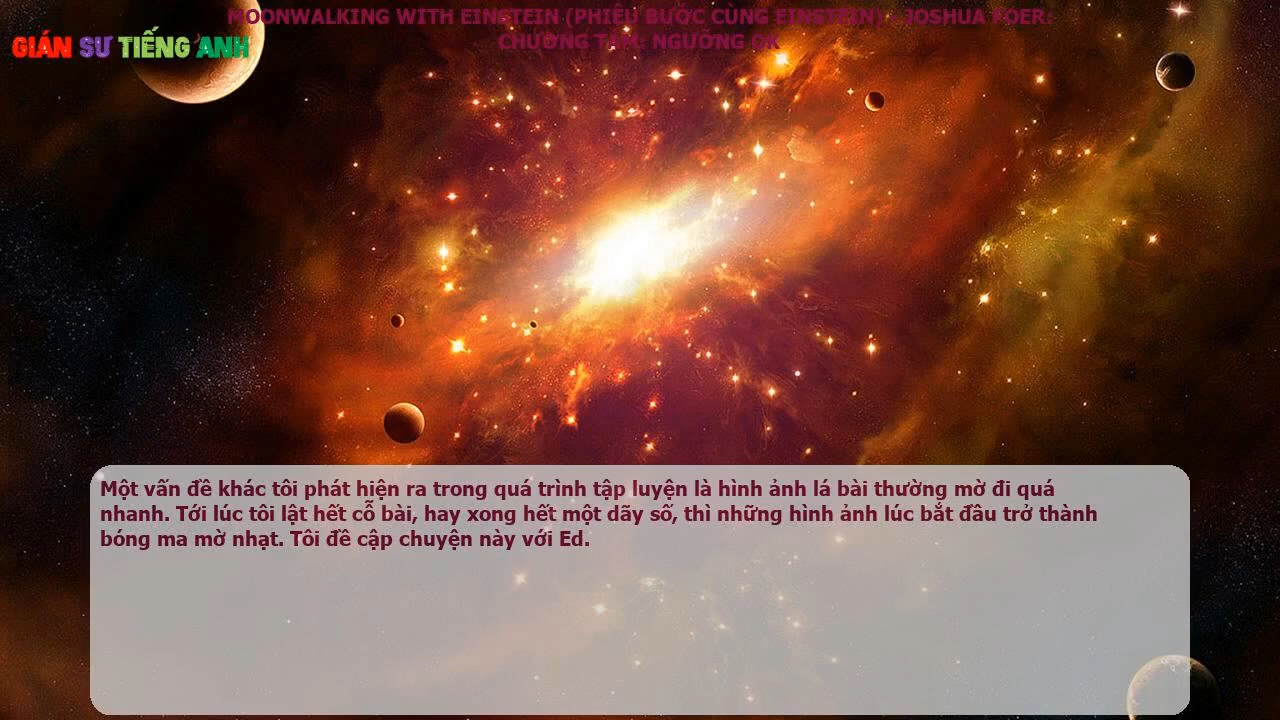 MOONWALKING WITH EINSTEIN (PHIÊU BƯỚC CÙNG EINSTEIN) - JOSHUA FOER:
CHƯƠNG TÁM: NGƯỠNG OK
GIÁN SƯ TIẾNG ANH
Một vấn đề khác tôi phát hiện ra trong quá trình tập luyện là hình ảnh lá bài thường mờ đi quá
nhanh. Tới lúc tôi lật hết cỗ bài, hay xong hết một dãy số, thì những hình ảnh lúc bắt đầu trở thành
bóng ma mờ nhạt. Tôi đề cập chuyện này với Ed.